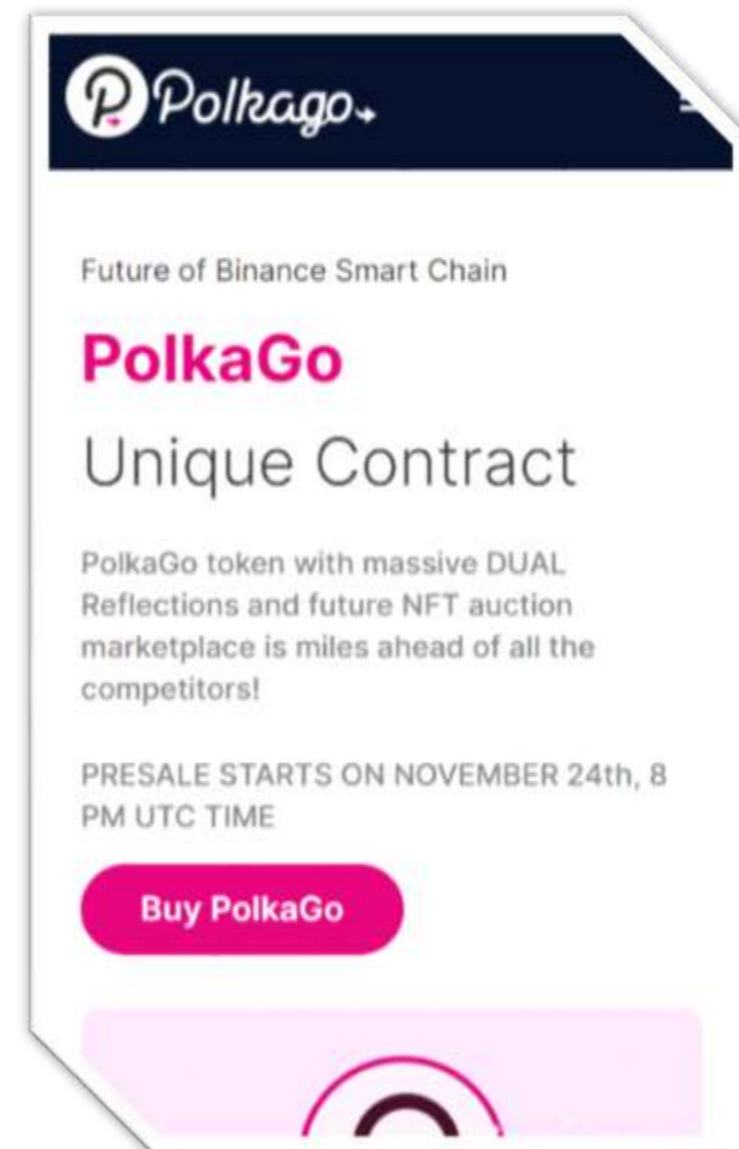 Polkago
Future of Binance Smart Chain
PolkaGo
Unique Contract
PolkaGo token with massive DUAL
Reflections and future NFT auction
marketplace is miles ahead of all the
competitors!
PRESALE STARTS ON NOVEMBER 24th, 8
PM UTC TIME
Buy PolkaGo